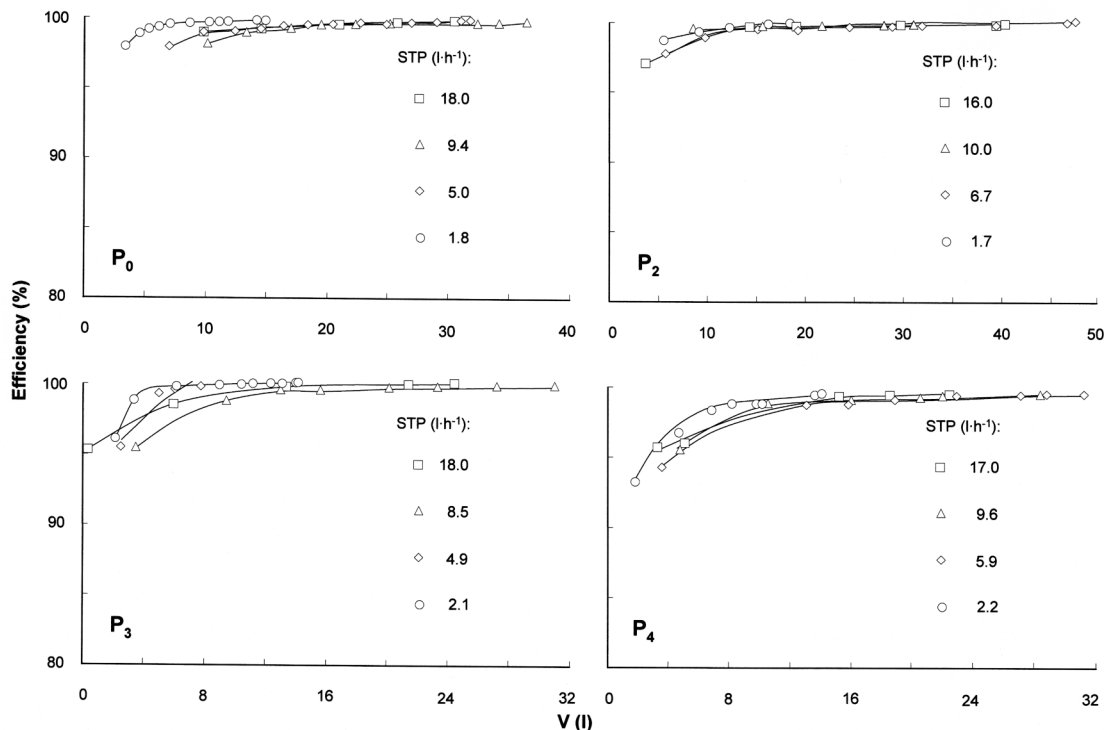 100
STP (l·h⁻¹):
18.0
9.4
5.0
1.8
90
P₀
80
0 10 20 30 40
STP (l·h⁻¹):
16.0
10.0
6.7
1.7
P₂
0 10 20 30 40 50
Efficiency (%)
100
STP (l·h⁻¹):
18.0
8.5
4.9
2.1
90
P₃
80
0 8 16 24 32
STP (l·h⁻¹):
17.0
9.6
5.9
2.2
P₄
0 8 16 24 32
V (l)